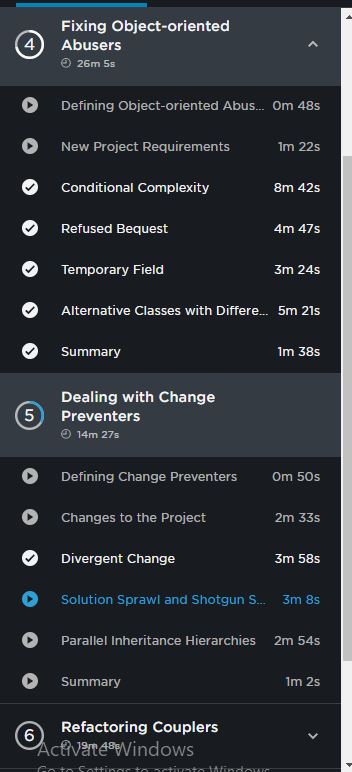 4
Fixing Object-oriented
Abusers
26m 5s
Defining Object-oriented Abus... 0m 48s
New Project Requirements 1m 22s
Conditional Complexity 8m 42s
Refused Bequest 4m 47s
Temporary Field 3m 24s
Alternative Classes with Differe... 5m 21s
Summary 1m 38s
5
Dealing with Change
Preventers
14m 27s
Defining Change Preventers 0m 50s
Changes to the Project 2m 33s
Divergent Change 3m 58s
Solution Sprawl and Shotgun S... 3m 8s
Parallel Inheritance Hierarchies 2m 54s
Summary 1m 2s
6
Refactoring Couplers
19m 48s
Activate Windows
Go to Settings to activate Windows